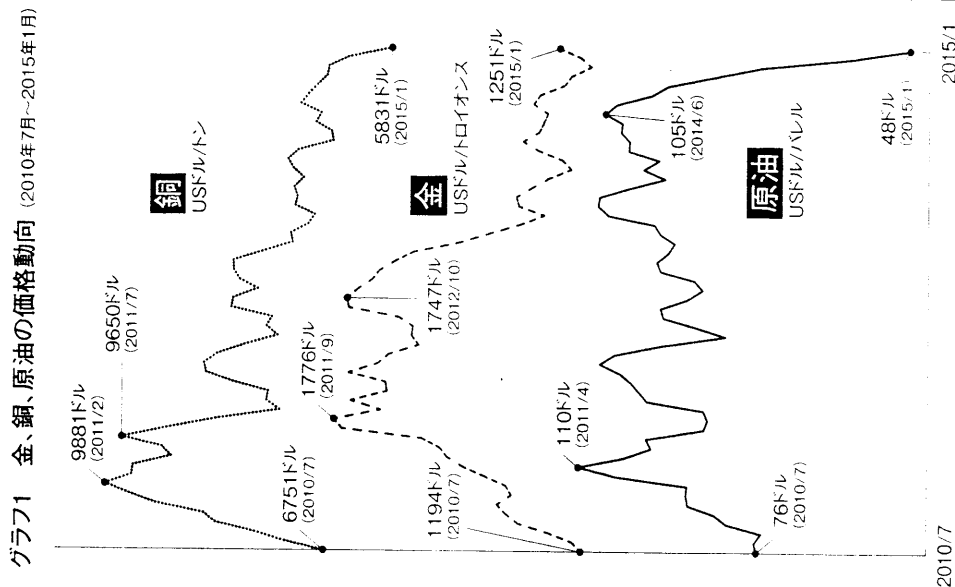 グラフ1 金、銅、原油の価格動向 (2010年7月〜2015年1月)
銅
USドル/トン
9881ドル
(2011/2)
9650ドル
(2011/7)
6751ドル
(2010/7)
5831ドル
(2015/1)
金
USドル/トロイオンス
1776ドル
(2011/9)
1747ドル
(2012/10)
1194ドル
(2010/7)
1251ドル
(2015/1)
原油
USドル/バレル
110ドル
(2011/4)
105ドル
(2014/6)
76ドル
(2010/7)
48ドル
(2015/1)
2010/7
2015/1